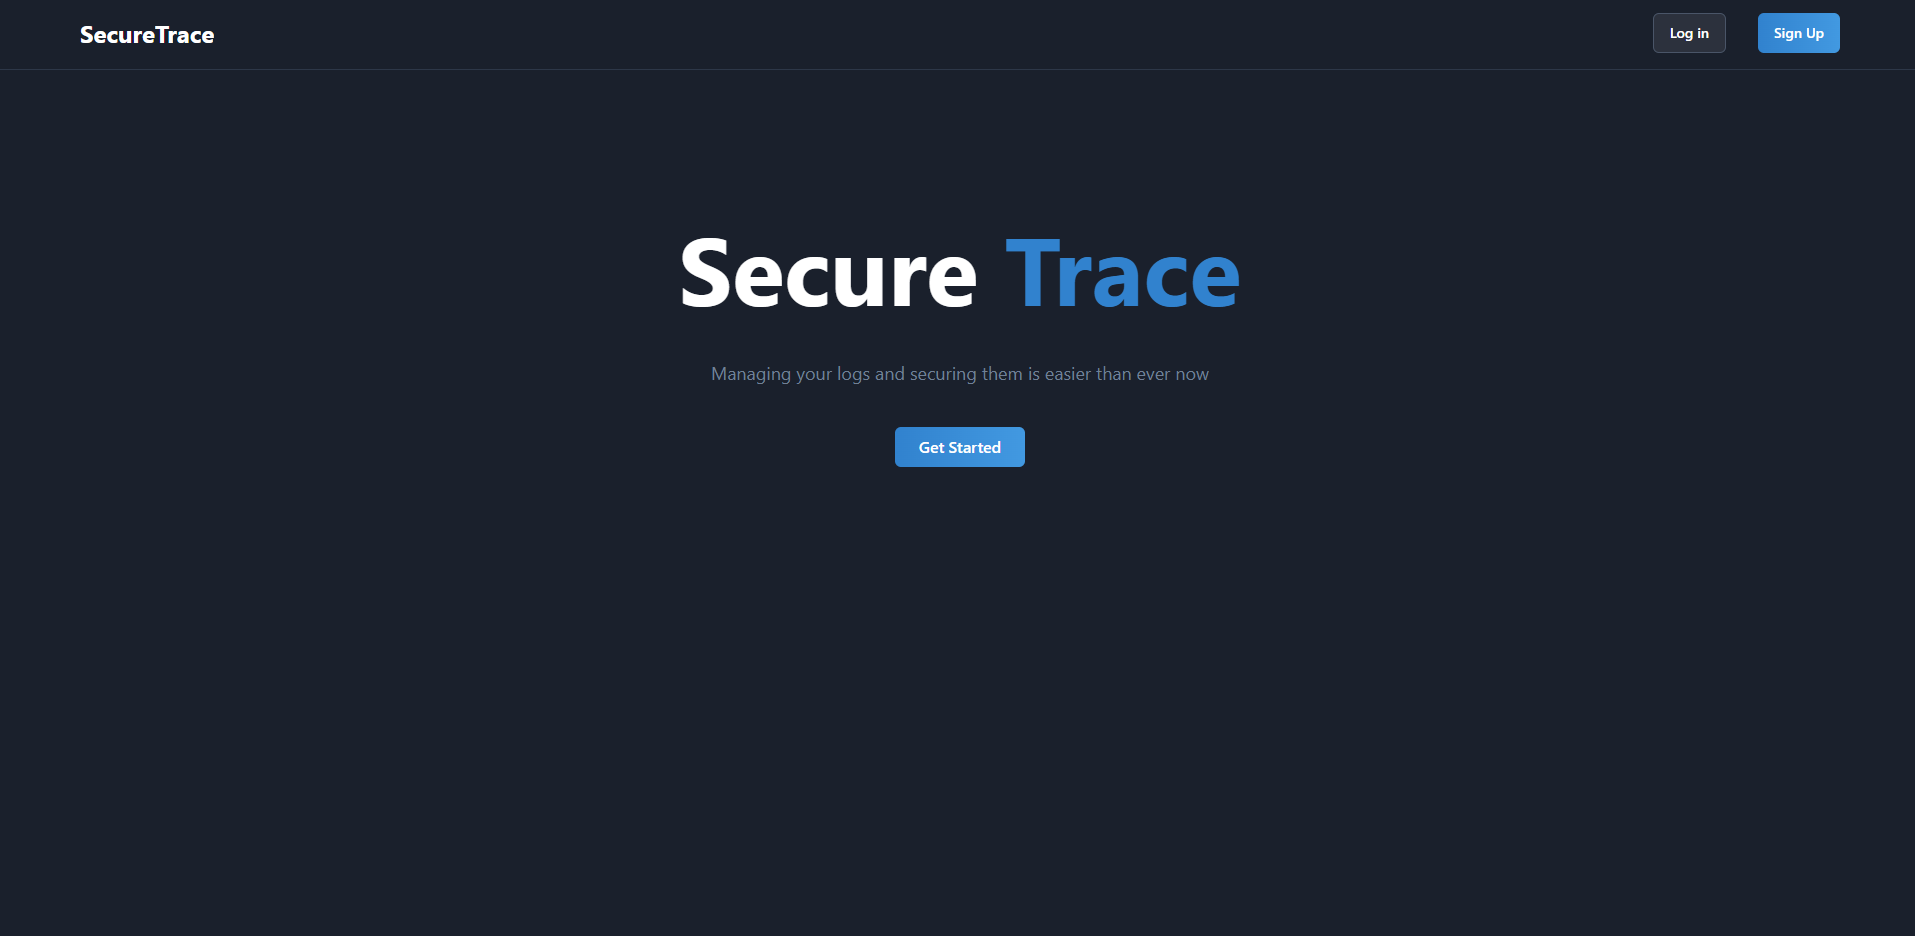 SecureTrace
Log in
Sign Up
Secure Trace
Managing your logs and securing them is easier than ever now
Get Started